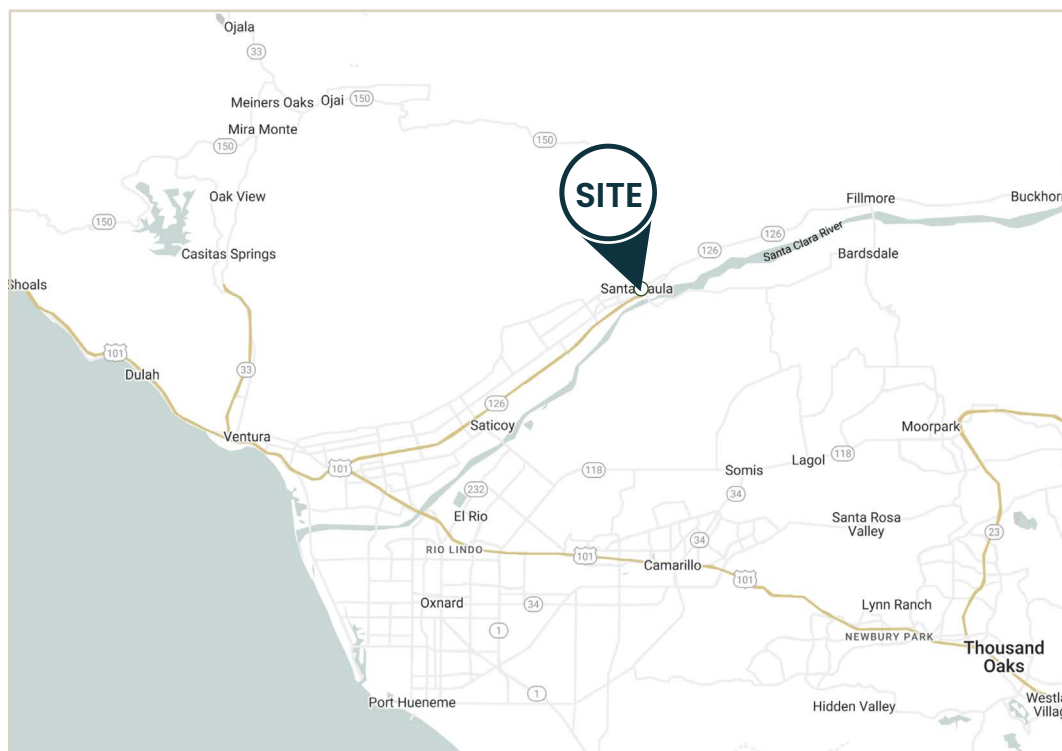 Ojala
33
Meiners Oaks
Ojai
150
Mira Monte
150
150
SITE
Oak View
Fillmore
Buckhorn
150
126
126
Santa Clara River
Casitas Springs
Bardsdale
Shoals
Santa Paula
101
Dulah
33
126
Saticoy
Ventura
Moorpark
101
118
Lagol
118
Somis
232
34
El Rio
Santa Rosa
Valley
23
34
RIO LINDO
101
Camarillo
101
Oxnard
34
Lynn Ranch
1
NEWBURY PARK
Thousand
Oaks
1
Port Hueneme
Hidden Valley
Westla
Villag